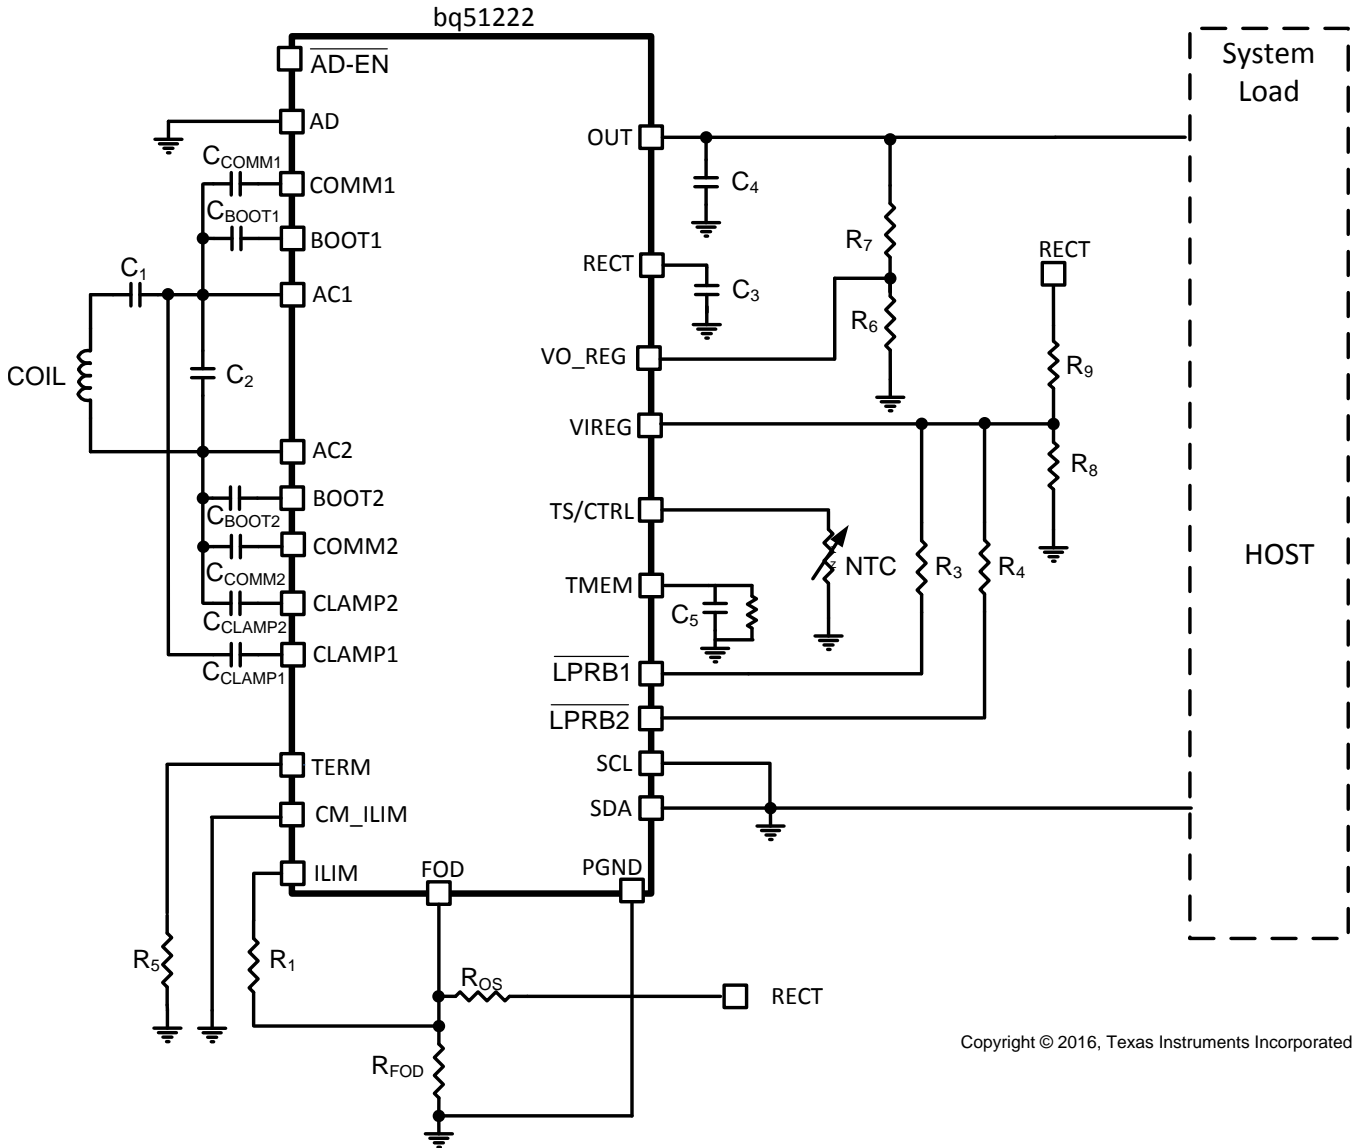 bq51222
AD-EN
AD
COMM1
BOOT1
AC1
AC2
BOOT2
COMM2
CLAMP2
CLAMP1
TERM
CM_ILIM
ILIM
FOD
PGND
OUT
RECT
VO_REG
VIREG
TS/CTRL
TMEM
LPRB1
LPRB2
SCL
SDA
CCOMM1
CBOOT1
C1
COIL
C2
CBOOT2
CCOMM2
CCLAMP2
CCLAMP1
R5
R1
ROS
RECT
RFOD
C4
C3
R7
R6
RECT
R9
R8
NTC
z
R3
R4
C5
System
Load
HOST
Copyright © 2016, Texas Instruments Incorporated